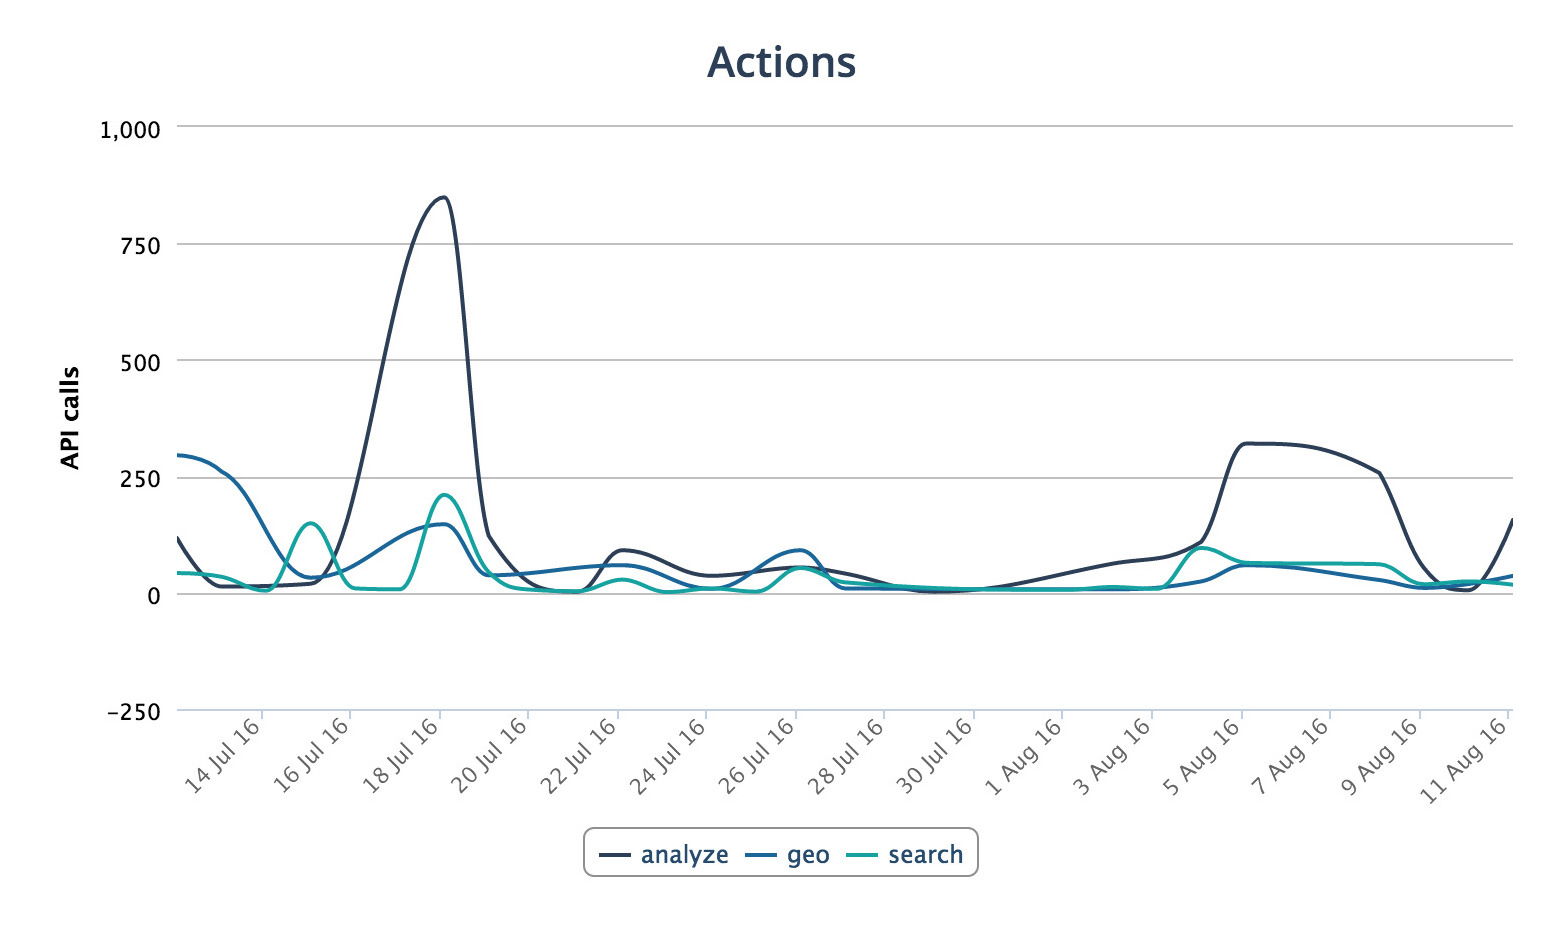 Actions
1,000
750
500
250
0
−250
API calls
14 Jul 16
16 Jul 16
18 Jul 16
20 Jul 16
22 Jul 16
24 Jul 16
26 Jul 16
28 Jul 16
30 Jul 16
1 Aug 16
3 Aug 16
5 Aug 16
7 Aug 16
9 Aug 16
11 Aug 16
analyze geo search